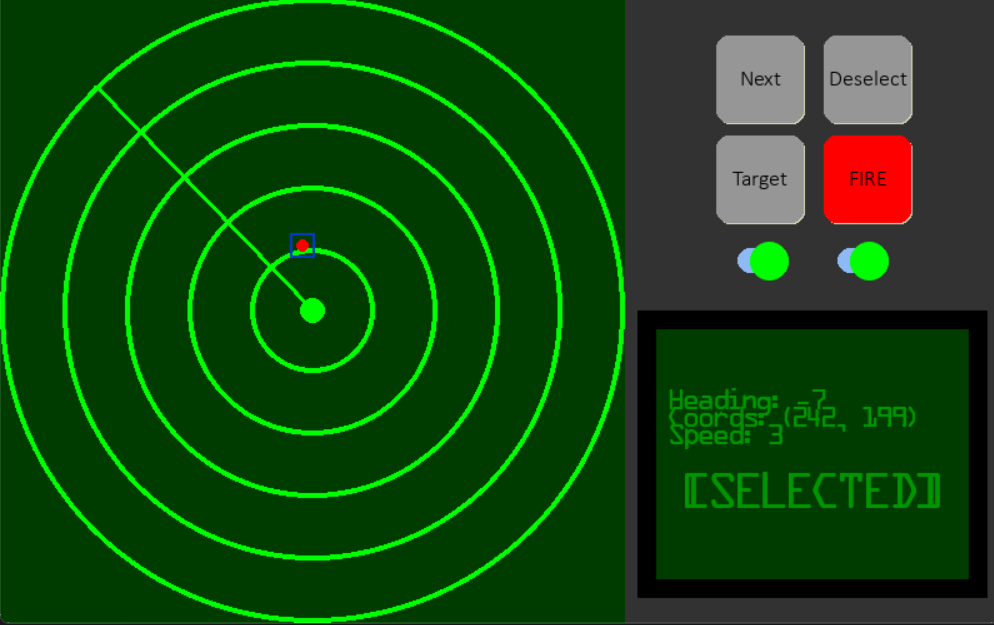 Next
Deselect
Target
FIRE
Heading: -7
Coords: (242, 199)
Speed: 3
[[SELECTED]]